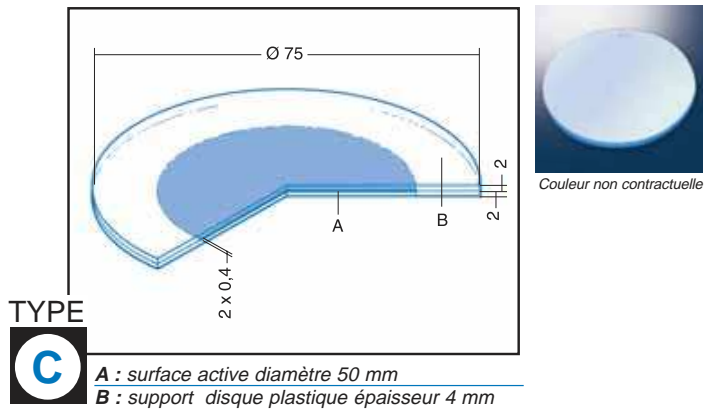 Ø 75
2
2
A
B
2 x 0,4
Couleur non contractuelle
TYPE
C
A : surface active diamètre 50 mm
B : support disque plastique épaisseur 4 mm